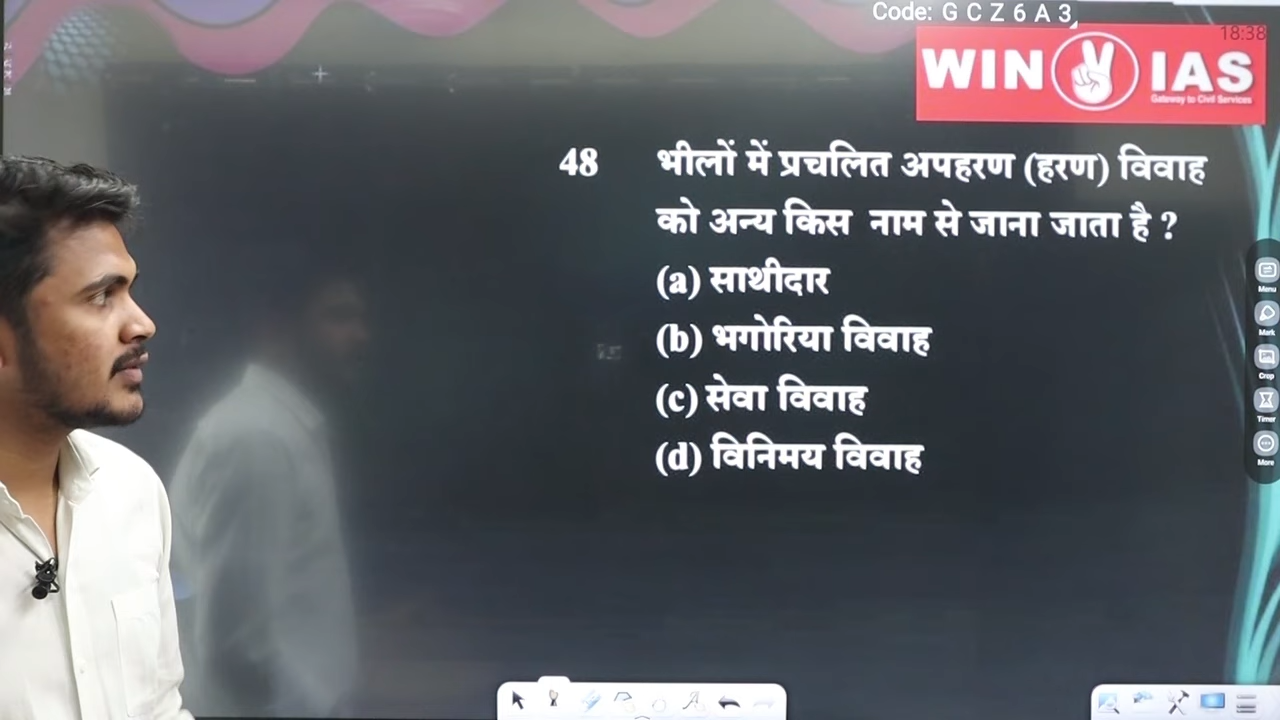 Code: G C Z 6 A 3
18:38
WIN IAS
Gateway to Civil Services
48 भीलों में प्रचलित अपहरण (हरण) विवाह
को अन्य किस नाम से जाना जाता है ?
(a) साथीदार
(b) भगोरिया विवाह
(c) सेवा विवाह
(d) विनिमय विवाह
Menu
Mark
Crop
Timer
More